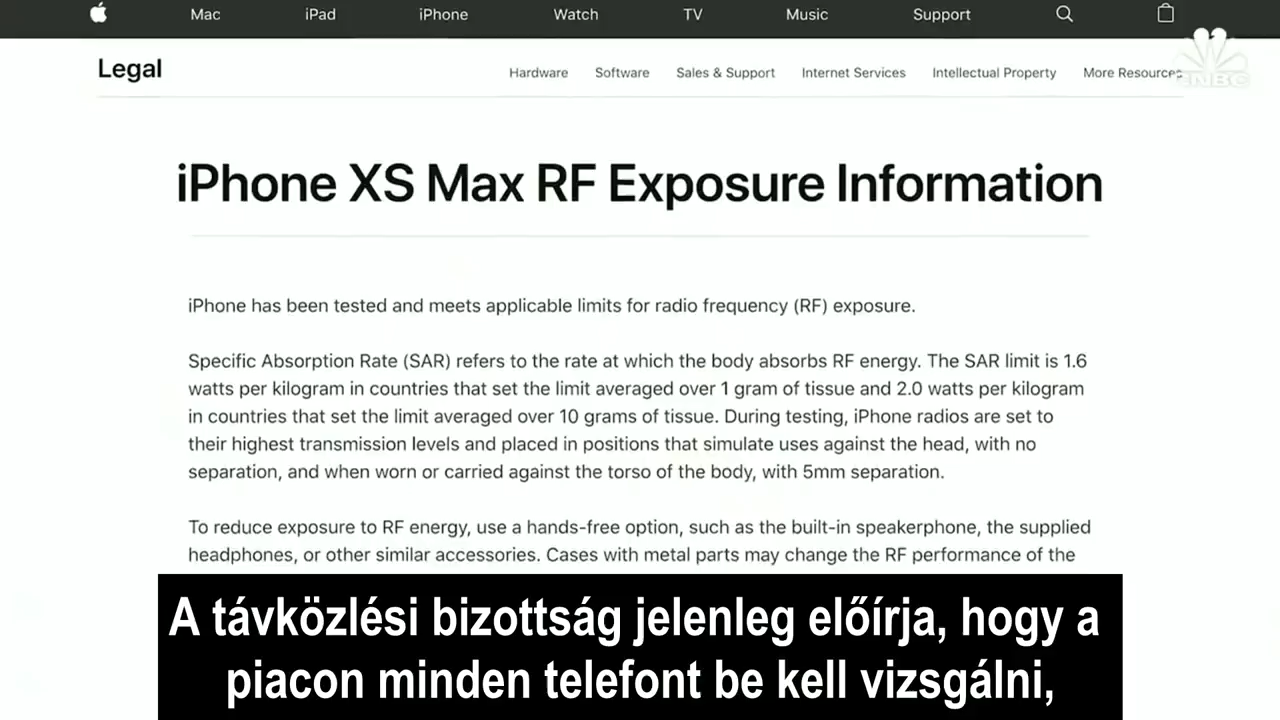 Mac iPad iPhone Watch TV Music Support
Legal
Hardware Software Sales & Support Internet Services Intellectual Property More Resources
CNBC
iPhone XS Max RF Exposure Information
iPhone has been tested and meets applicable limits for radio frequency (RF) exposure.
Specific Absorption Rate (SAR) refers to the rate at which the body absorbs RF energy. The SAR limit is 1.6
watts per kilogram in countries that set the limit averaged over 1 gram of tissue and 2.0 watts per kilogram
in countries that set the limit averaged over 10 grams of tissue. During testing, iPhone radios are set to
their highest transmission levels and placed in positions that simulate uses against the head, with no
separation, and when worn or carried against the torso of the body, with 5mm separation.
To reduce exposure to RF energy, use a hands-free option, such as the built-in speakerphone, the supplied
headphones, or other similar accessories. Cases with metal parts may change the RF performance of the
A távközlési bizottság jelenleg előírja, hogy a
piacon minden telefont be kell vizsgálni,